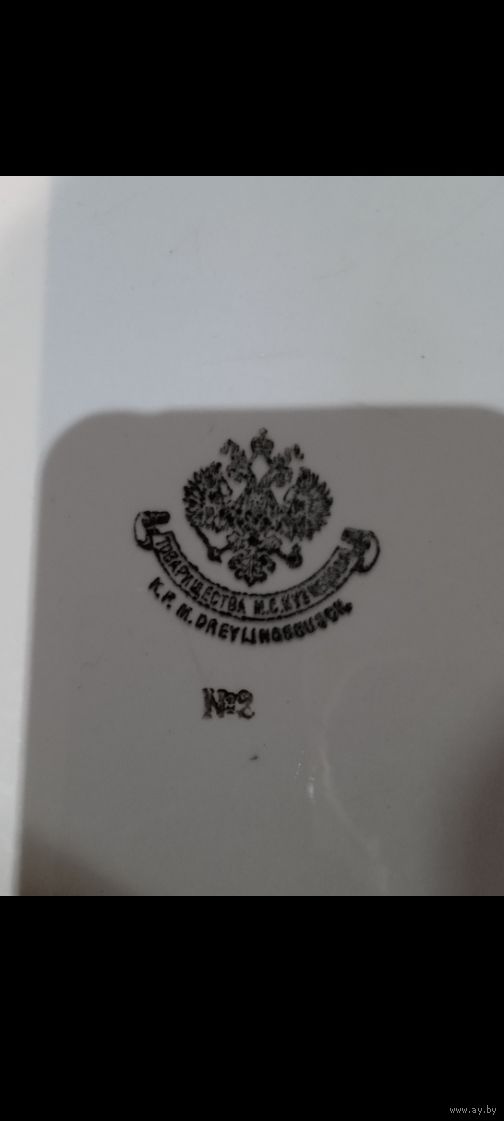 ТОВАРИЩЕСТВА М.С.КУЗНЕЦОВА
K.P. M. DREYLINGSBUSCH.
№2
www.ay.by